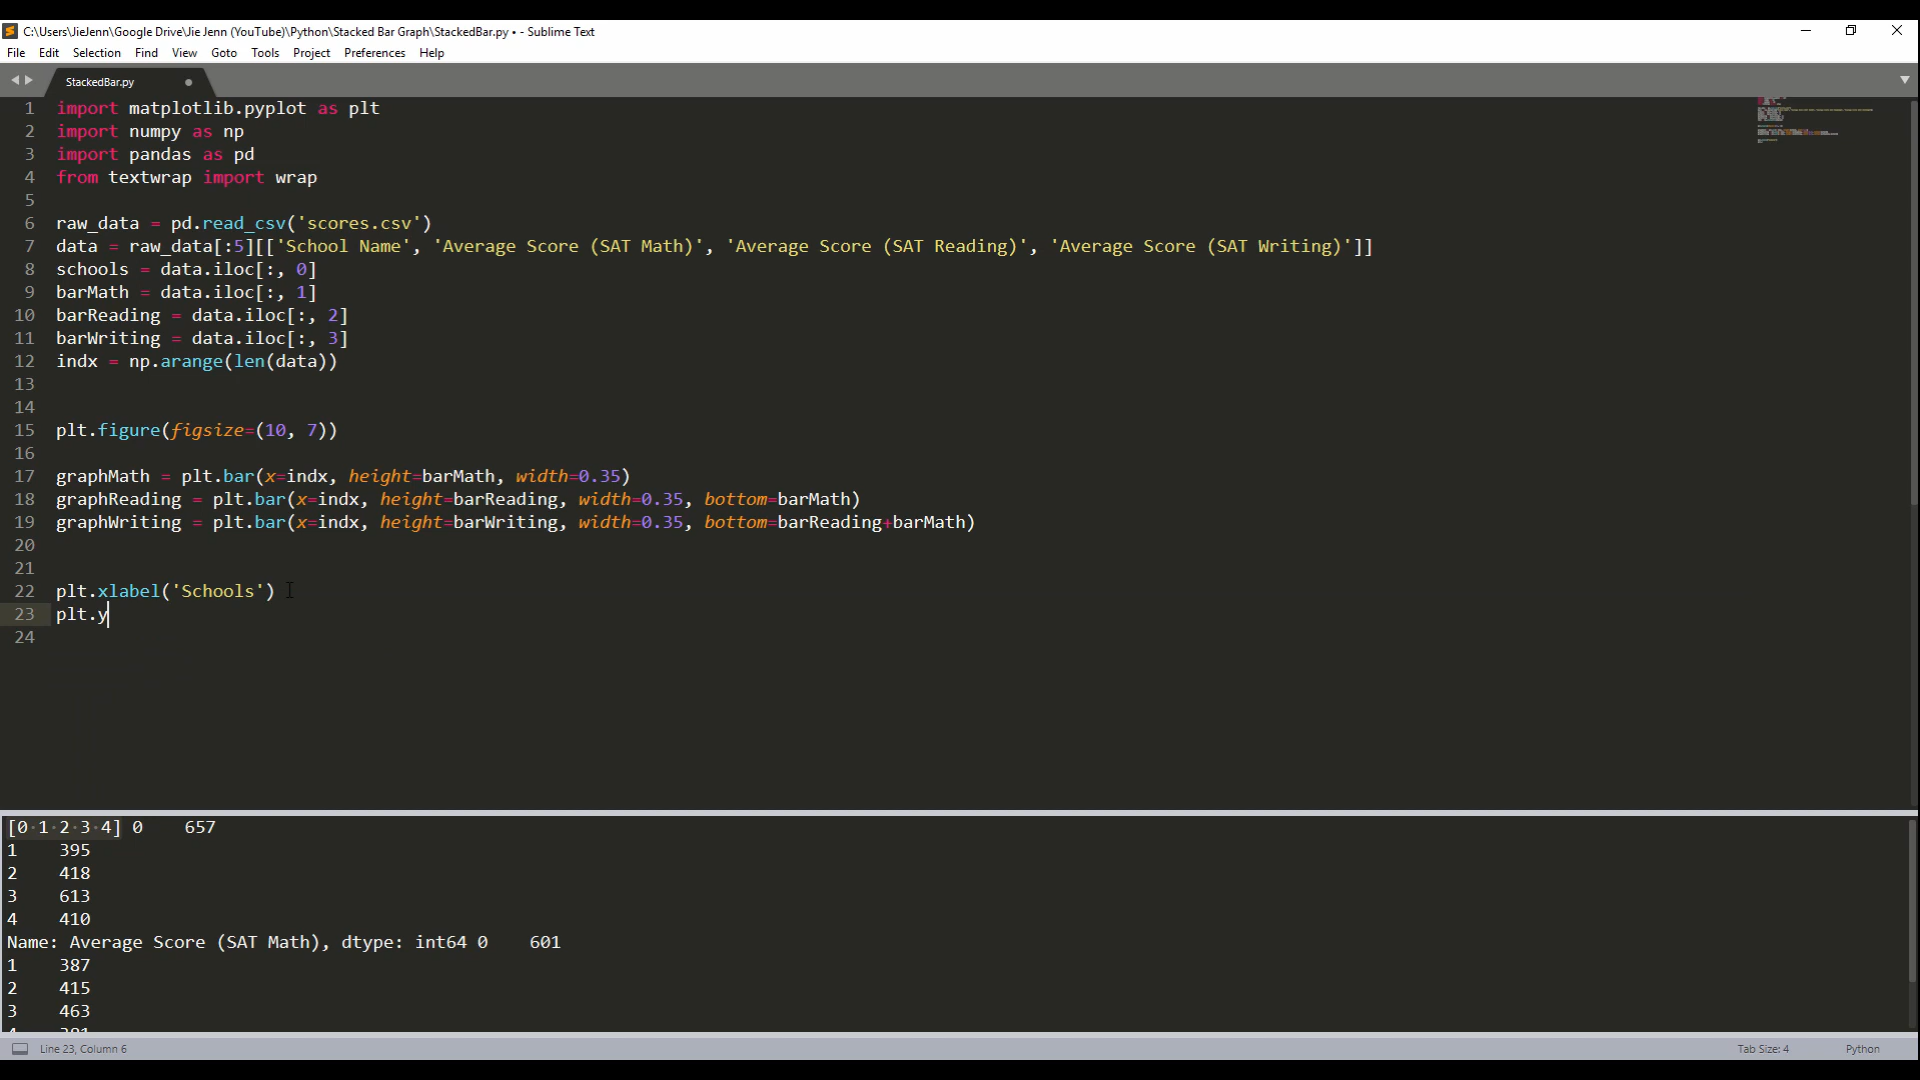 C:\Users\JieJenn\Google Drive\Jie Jenn (YouTube)\Python\Stacked Bar Graph\StackedBar.py • - Sublime Text
File Edit Selection Find View Goto Tools Project Preferences Help
StackedBar.py
1 import matplotlib.pyplot as plt
2 import numpy as np
3 import pandas as pd
4 from textwrap import wrap
5
6 raw_data = pd.read_csv('scores.csv')
7 data = raw_data[:5][['School Name', 'Average Score (SAT Math)', 'Average Score (SAT Reading)', 'Average Score (SAT Writing)']]
8 schools = data.iloc[:, 0]
9 barMath = data.iloc[:, 1]
10 barReading = data.iloc[:, 2]
11 barWriting = data.iloc[:, 3]
12 indx = np.arange(len(data))
13
14
15 plt.figure(figsize=(10, 7))
16
17 graphMath = plt.bar(x=indx, height=barMath, width=0.35)
18 graphReading = plt.bar(x=indx, height=barReading, width=0.35, bottom=barMath)
19 graphWriting = plt.bar(x=indx, height=barWriting, width=0.35, bottom=barReading+barMath)
20
21
22 plt.xlabel('Schools')
23 plt.y
24
[0 1 2 3 4] 0    657
1    395
2    418
3    613
4    410
Name: Average Score (SAT Math), dtype: int64 0    601
1    387
2    415
3    463
4    381
Line 23, Column 6
Tab Size: 4
Python